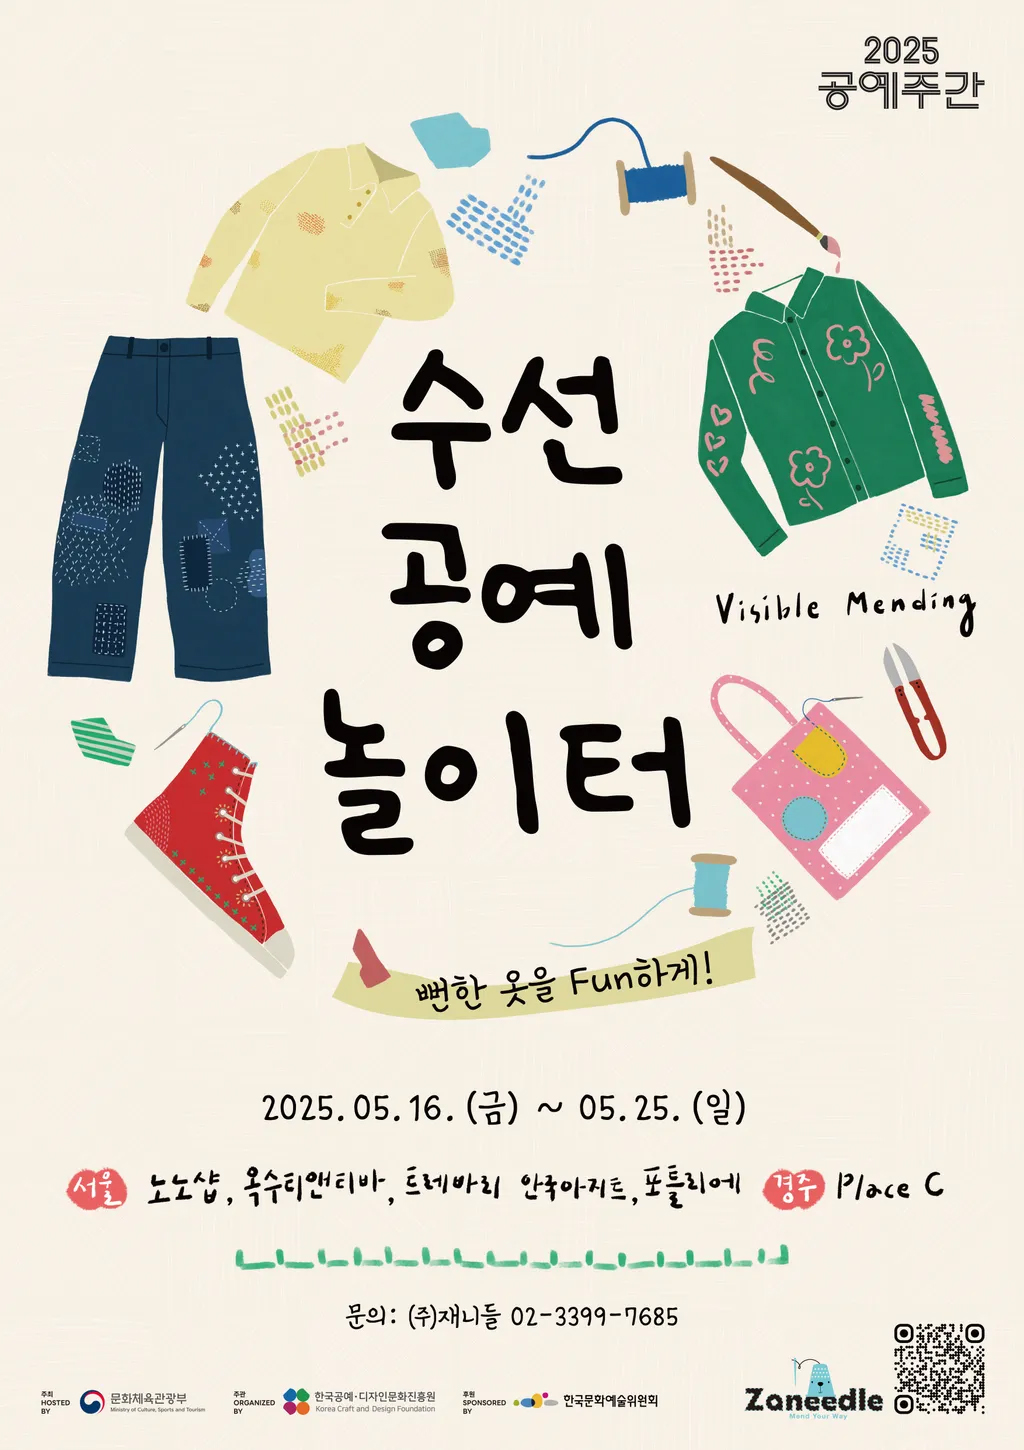 2025
공예주간
수선
공예
놀이터
Visible Mending
뻔한 옷을 Fun하게!
2025.05.16.(금) ~ 05.25.(일)
서울 노노샵, 옥수티앤티바, 트레바리 안국아지트, 포틀리에 경주 Place C
문의: (주)재니들 02-3399-7685
주최 HOSTED BY 문화체육관광부 Ministry of Culture, Sports and Tourism
주관 ORGANIZED BY 한국공예·디자인문화진흥원 Korea Craft and Design Foundation
후원 SPONSORED BY 한국문화예술위원회
Zaneedle
Mend Your Way